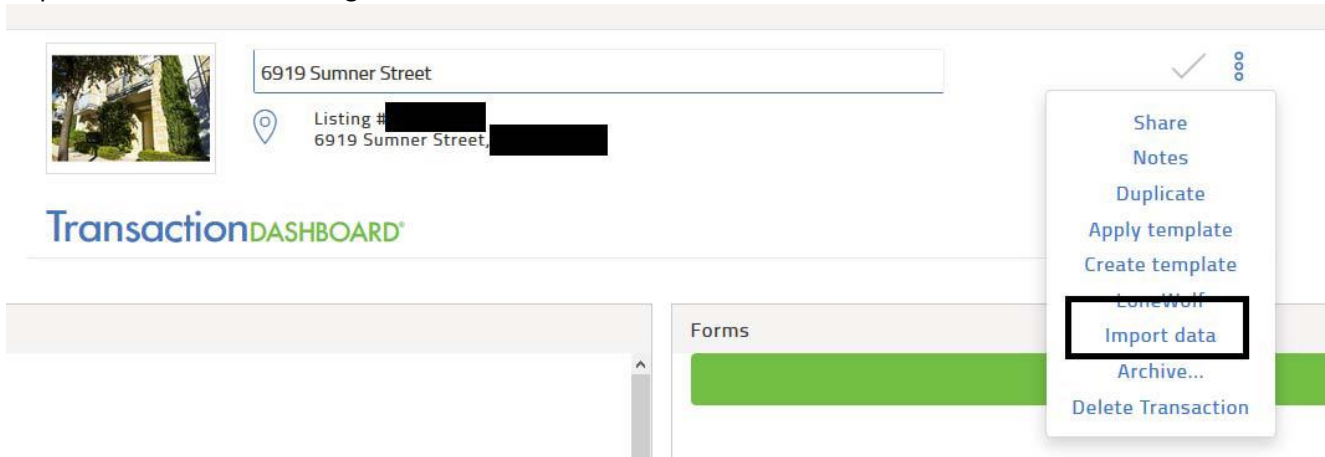 6919 Sumner Street
Listing #
6919 Sumner Street,
TransactionDASHBOARD®
Share
Notes
Duplicate
Apply template
Create template
LoneWolf
Import data
Archive...
Delete Transaction
Forms